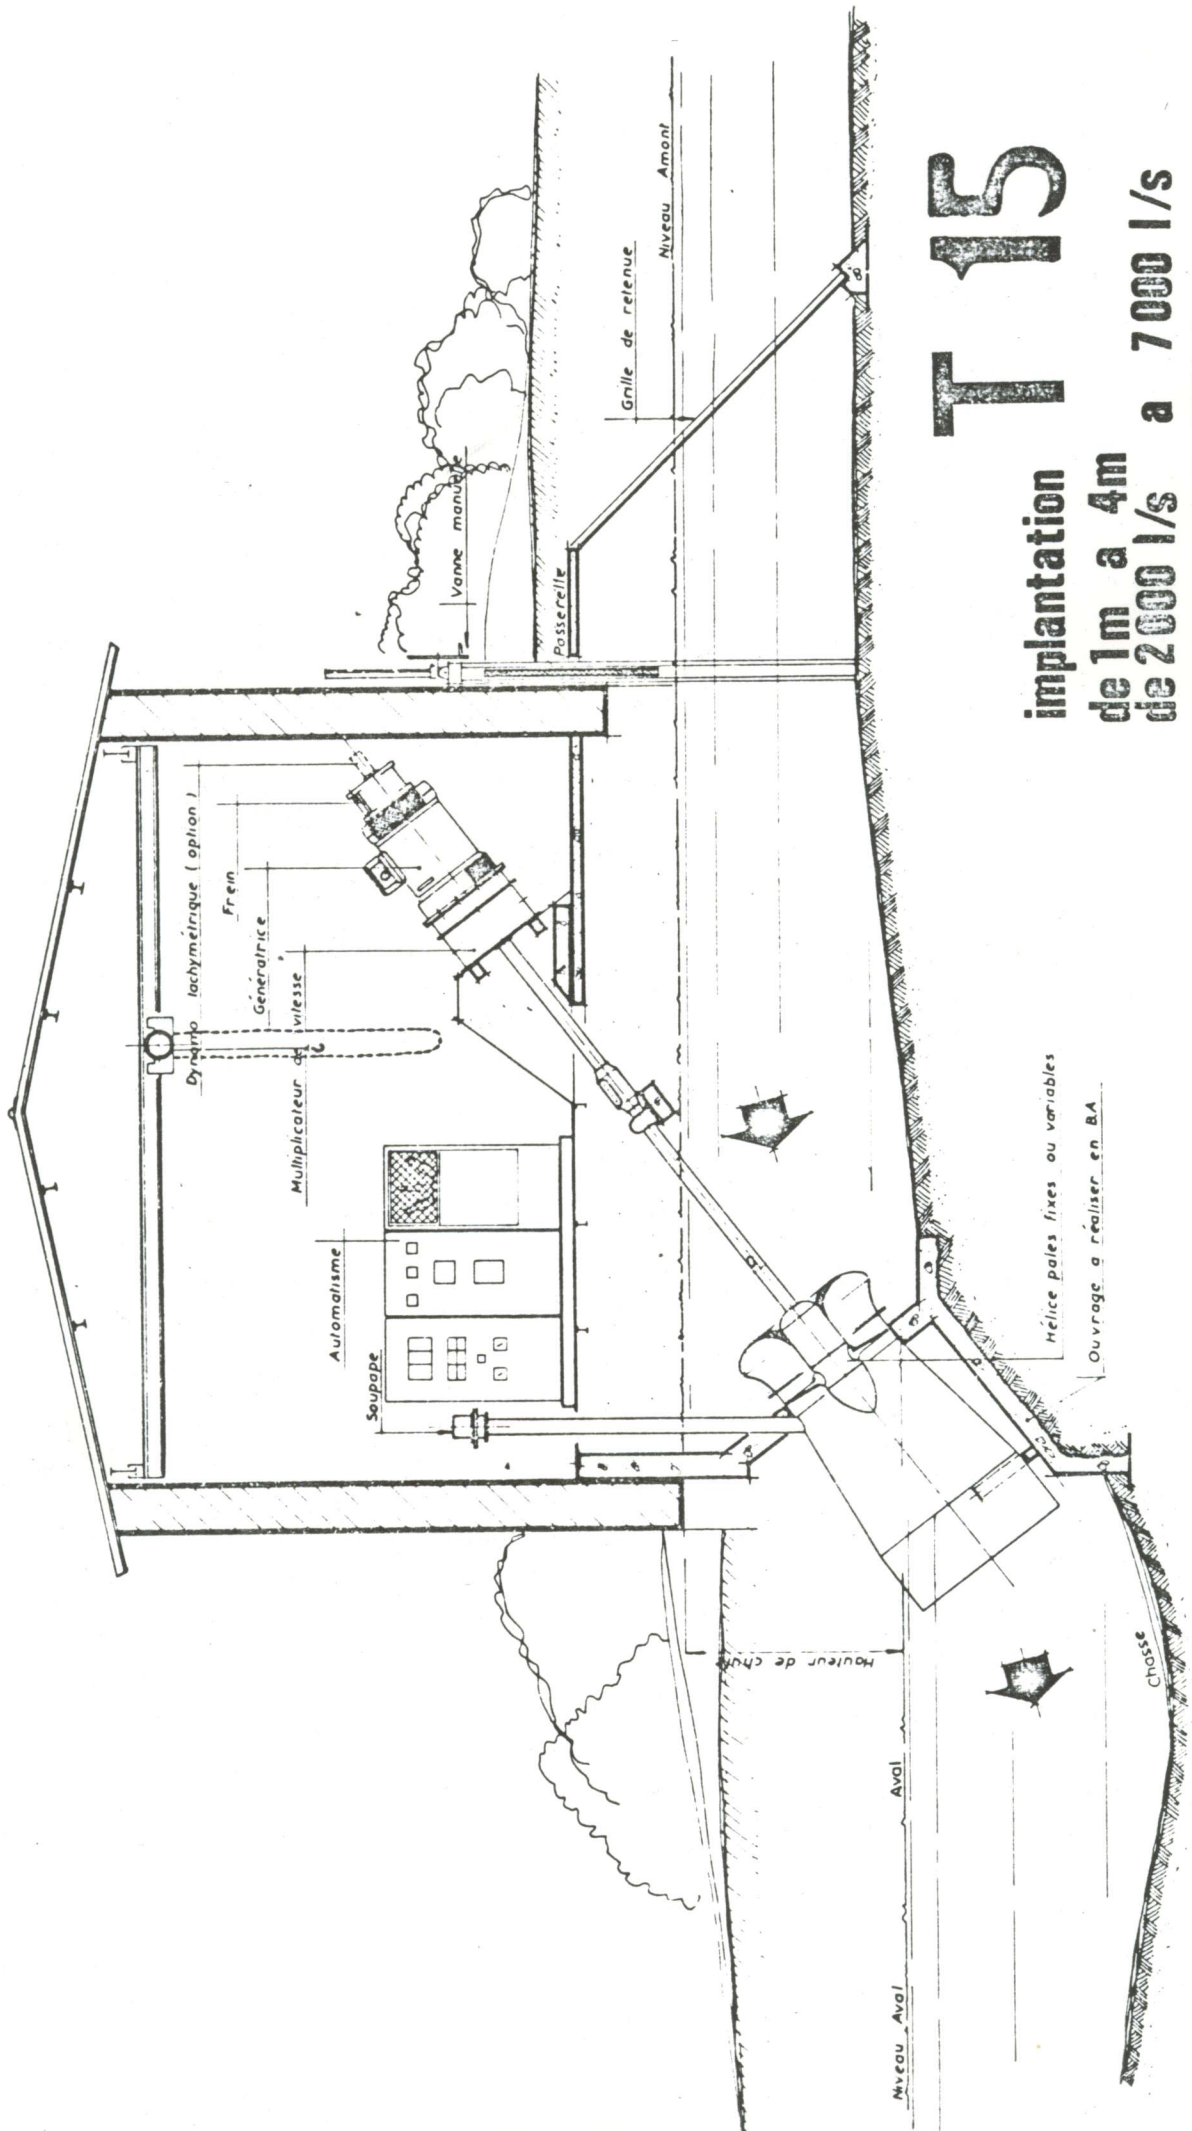 Dynamo tachymétrique ( option )
Frein
Génératrice
Multiplicateur de vitesse
Automatisme
Soupape
Vanne manuelle
Passerelle
Grille de retenue
Niveau Amont
Hauteur de chute
Niveau Aval
Aval
Chasse
Hélice pales fixes ou variables
Ouvrage a réaliser en B.A
T 15
implantation
de 1m a 4m
de 2000 l/s a 7000 l/s